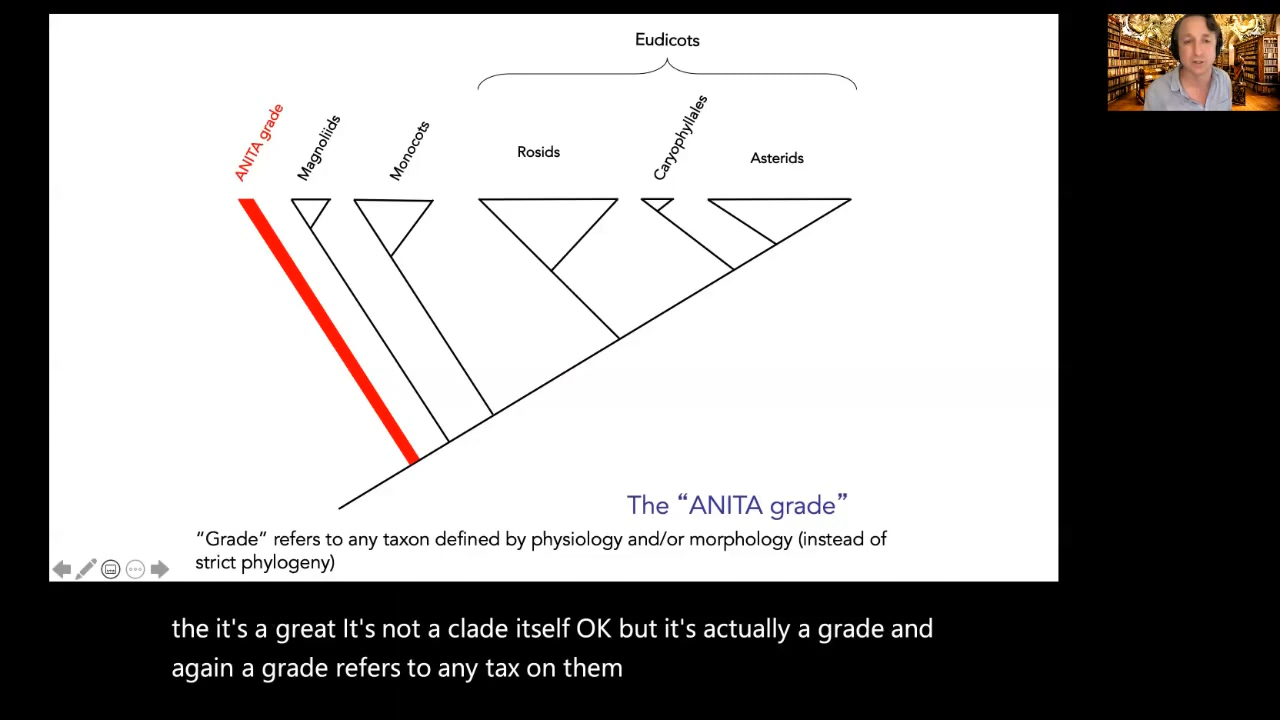 Eudicots
ANITA grade
Magnoliids
Monocots
Rosids
Caryophyllales
Asterids
The “ANITA grade”
“Grade” refers to any taxon defined by physiology and/or morphology (instead of
strict phylogeny)
the it's a great It's not a clade itself OK but it's actually a grade and
again a grade refers to any tax on them